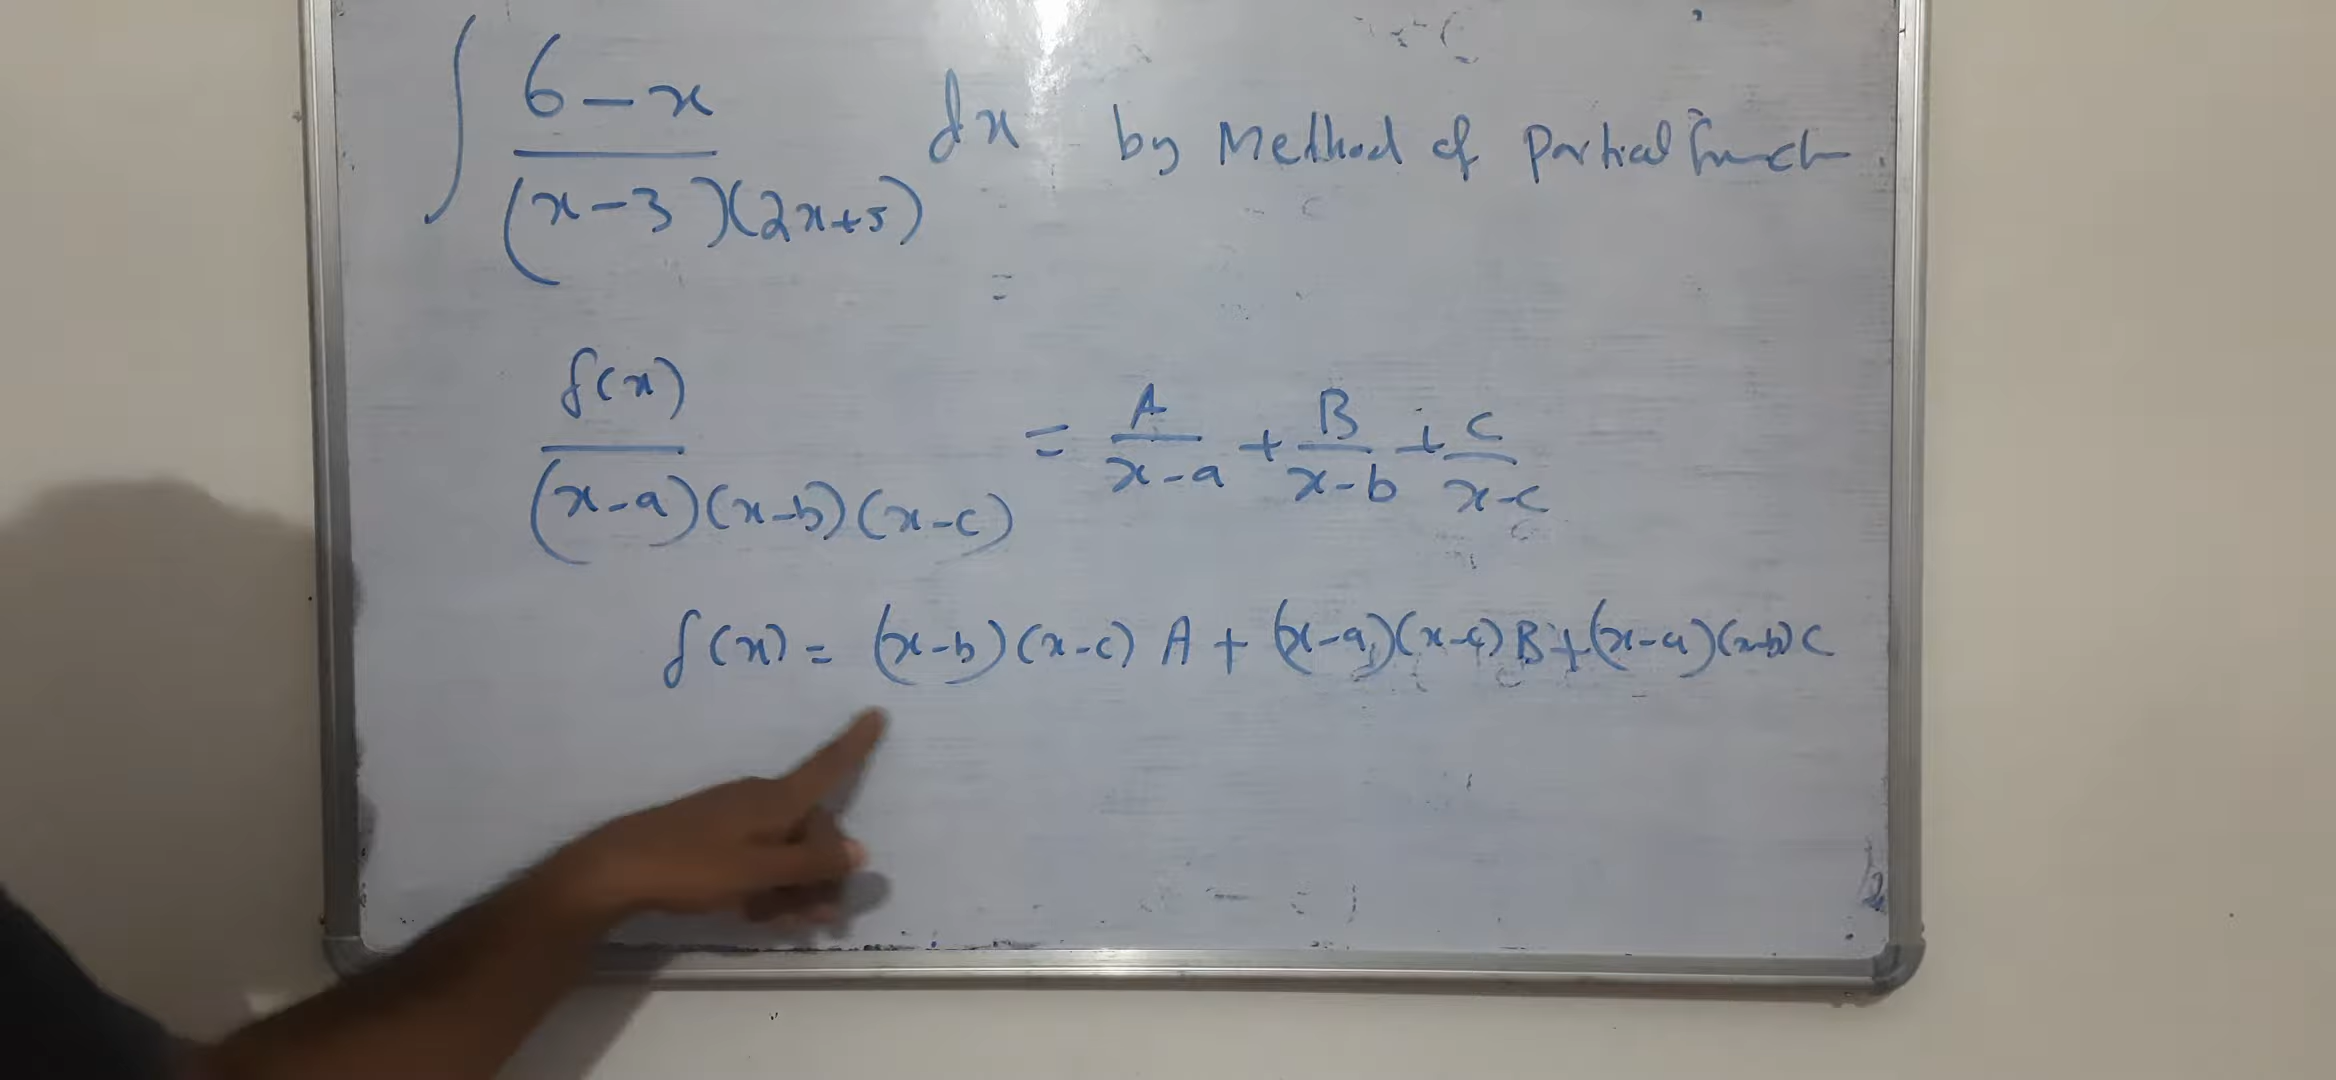 ∫ (6 - x) / ((x - 3)(2x + 5)) dx by Method of Partial
f(x) / ((x - a)(x - b)(x - c)) = A / (x - a) + B / (x - b) + C / (x - c)
f(x) = (x - b)(x - c) A + (x - a)(x - c) B + (x - a)(x - b) C